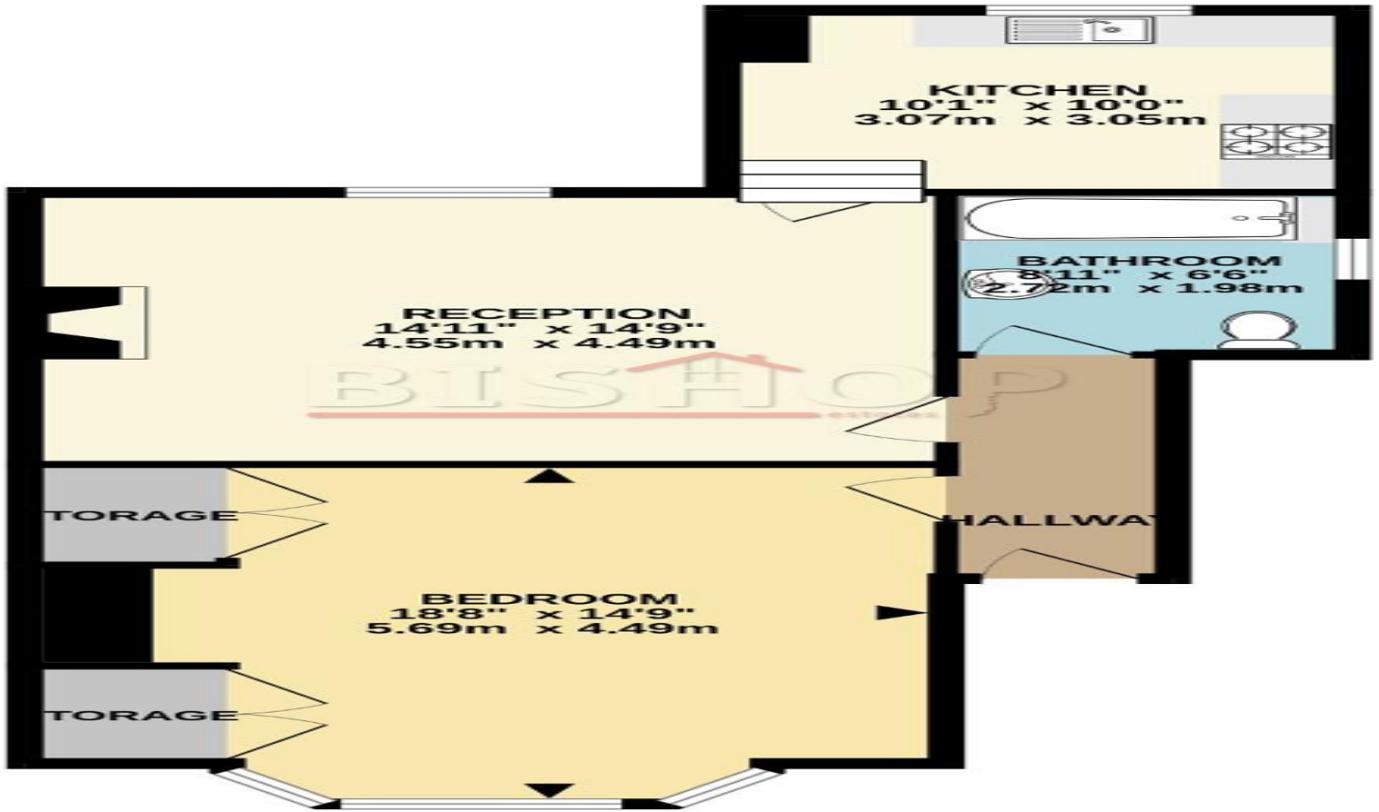 KITCHEN
10'1" x 10'0"
3.07m x 3.05m
BATHROOM
8'11" x 6'6"
2.72m x 1.98m
RECEPTION
14'11" x 14'9"
4.55m x 4.49m
BISHOP
estates
TORAGE
HALLWAY
BEDROOM
18'8" x 14'9"
5.69m x 4.49m
TORAGE